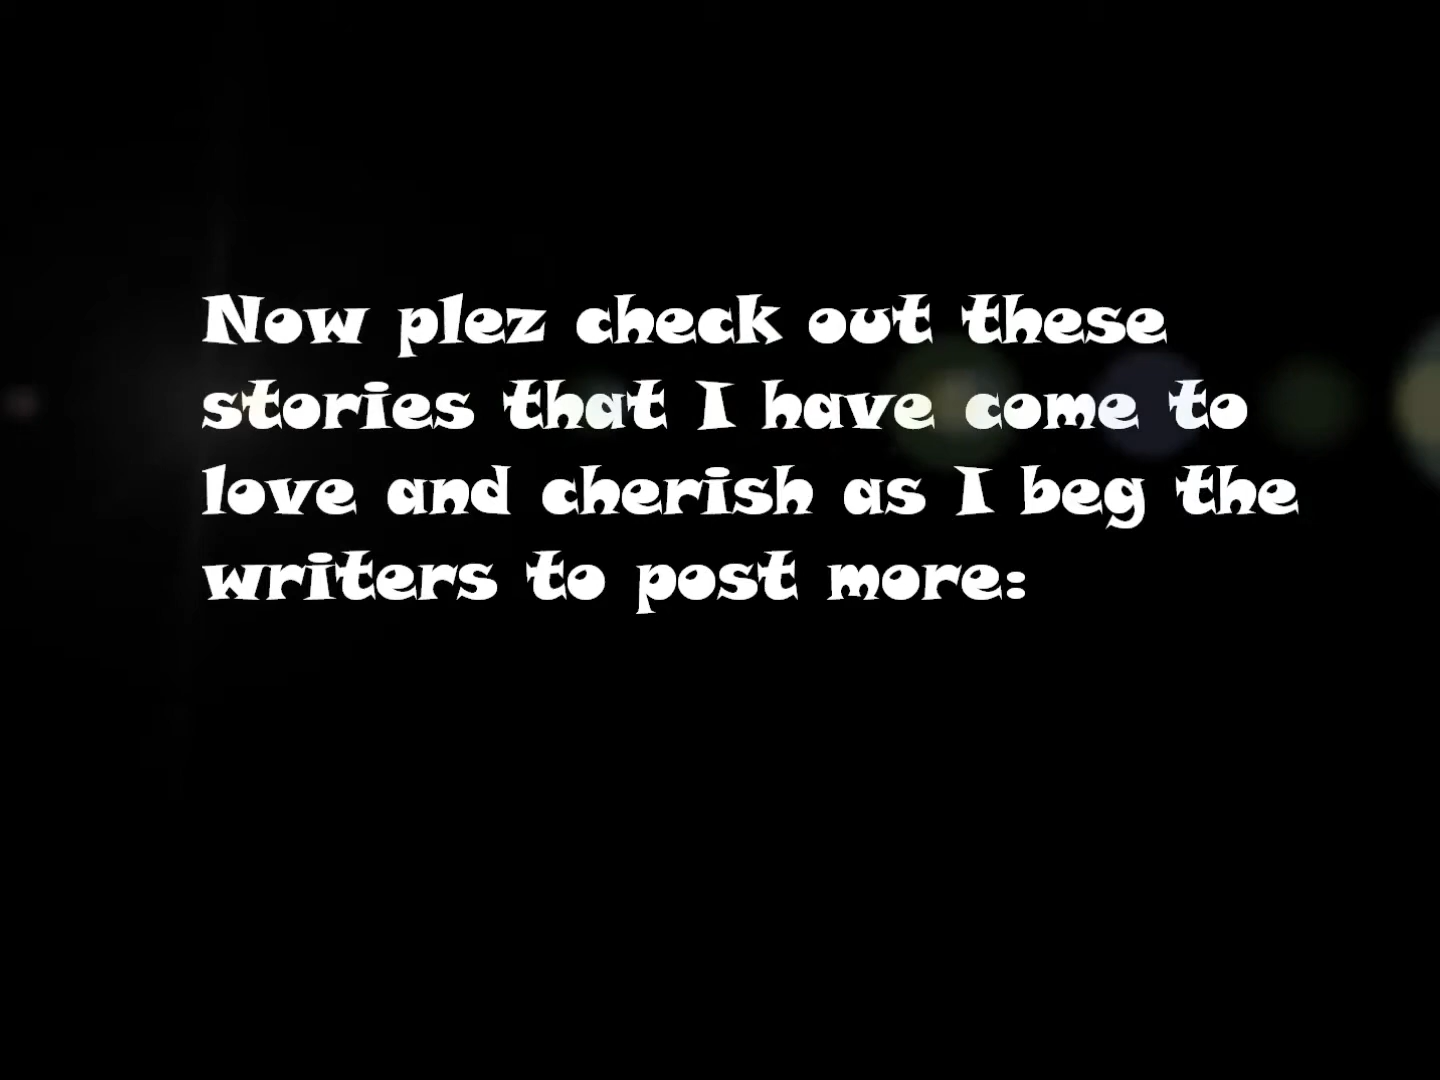 Now plez check out these
stories that I have come to
love and cherish as I beg the
writers to post more: